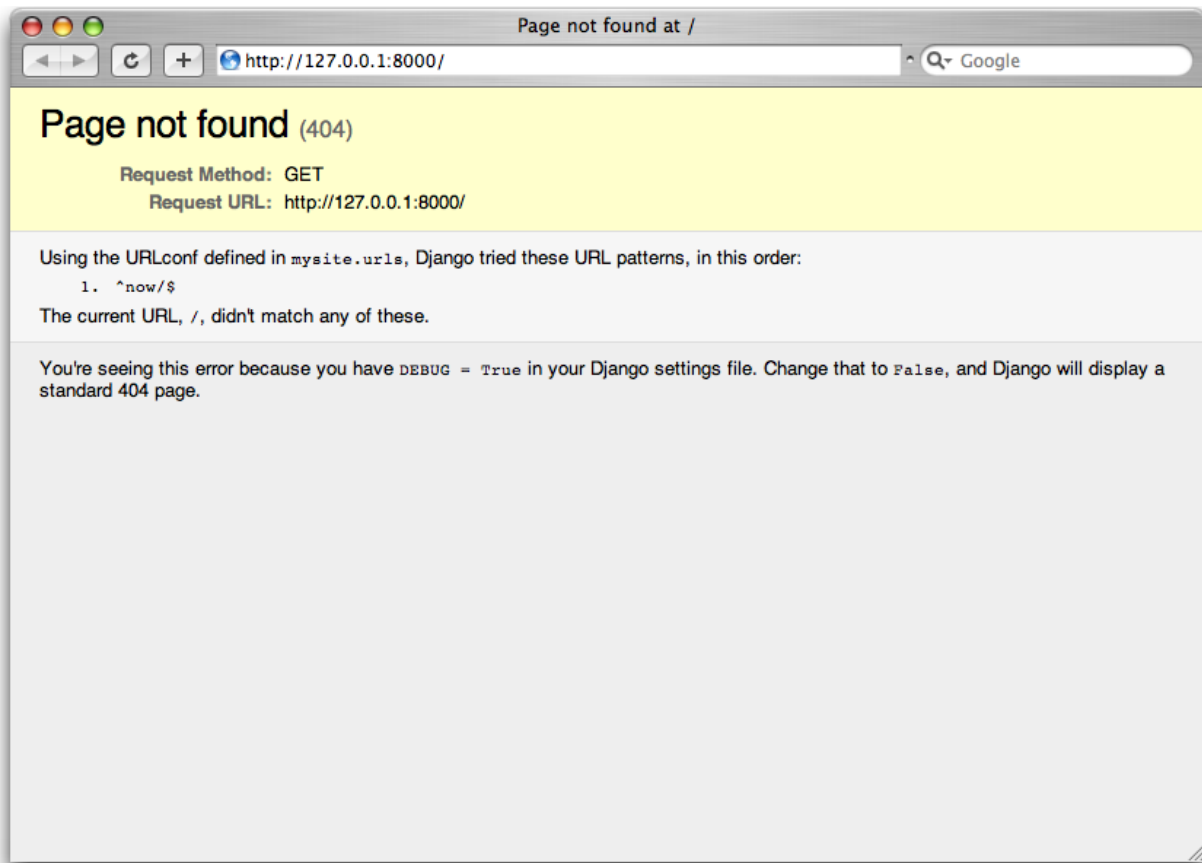 Page not found at /
http://127.0.0.1:8000/
Google
Page not found (404)
Request Method: GET
Request URL: http://127.0.0.1:8000/
Using the URLconf defined in mysite.urls, Django tried these URL patterns, in this order:
1. ^now/$
The current URL, /, didn't match any of these.
You're seeing this error because you have DEBUG = True in your Django settings file. Change that to False, and Django will display a
standard 404 page.